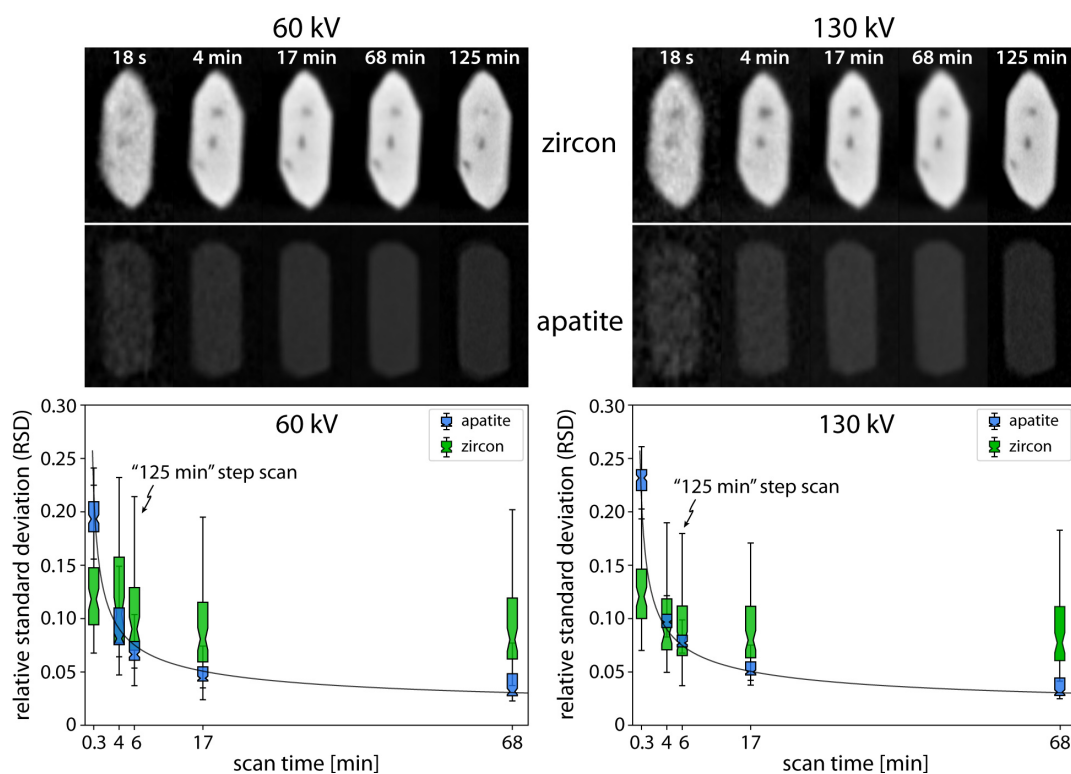 60 kV
130 kV
18 s 4 min 17 min 68 min 125 min
18 s 4 min 17 min 68 min 125 min
zircon
apatite
0.30
0.25
0.20
0.15
0.10
0.05
0
relative standard deviation (RSD)
60 kV
apatite
zircon
“125 min” step scan
0.3 4 6 17 68
scan time [min]
0.30
0.25
0.20
0.15
0.10
0.05
0
relative standard deviation (RSD)
130 kV
apatite
zircon
“125 min” step scan
0.3 4 6 17 68
scan time [min]